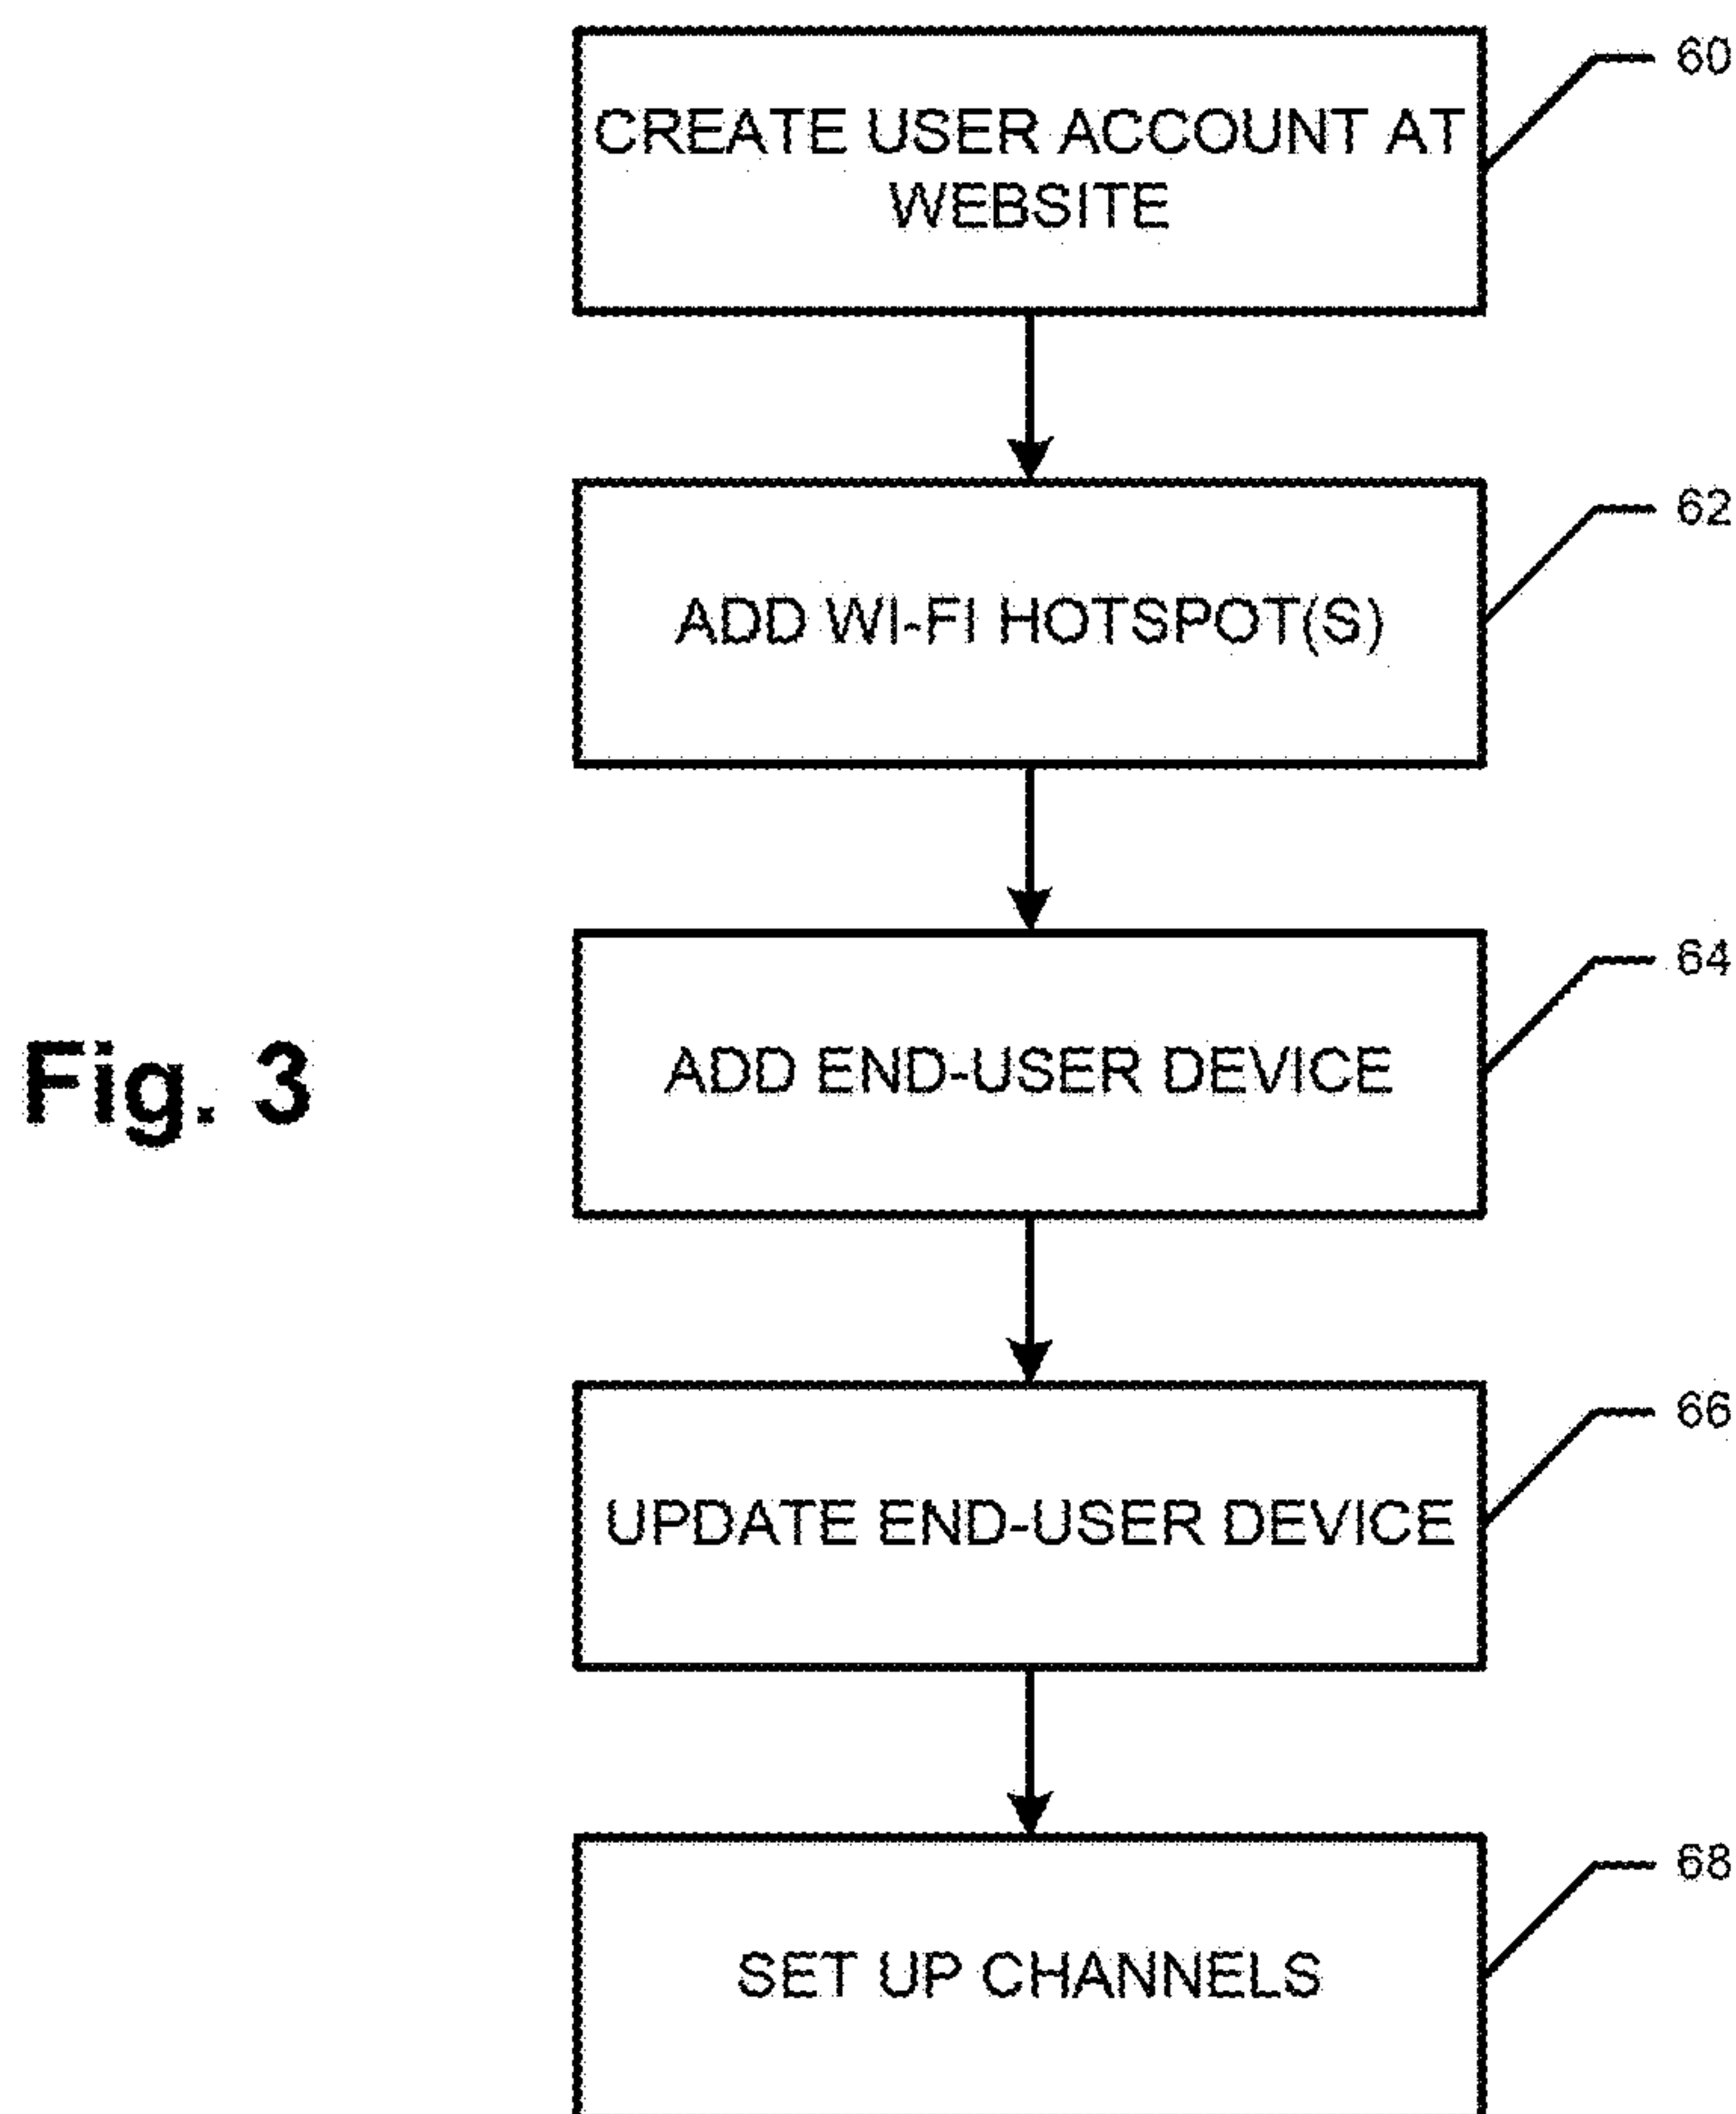 60
CREATE USER ACCOUNT AT
WEBSITE
62
ADD WI-FI HOTSPOT(S)
64
ADD END-USER DEVICE
Fig. 3
66
UPDATE END-USER DEVICE
68
SET UP CHANNELS